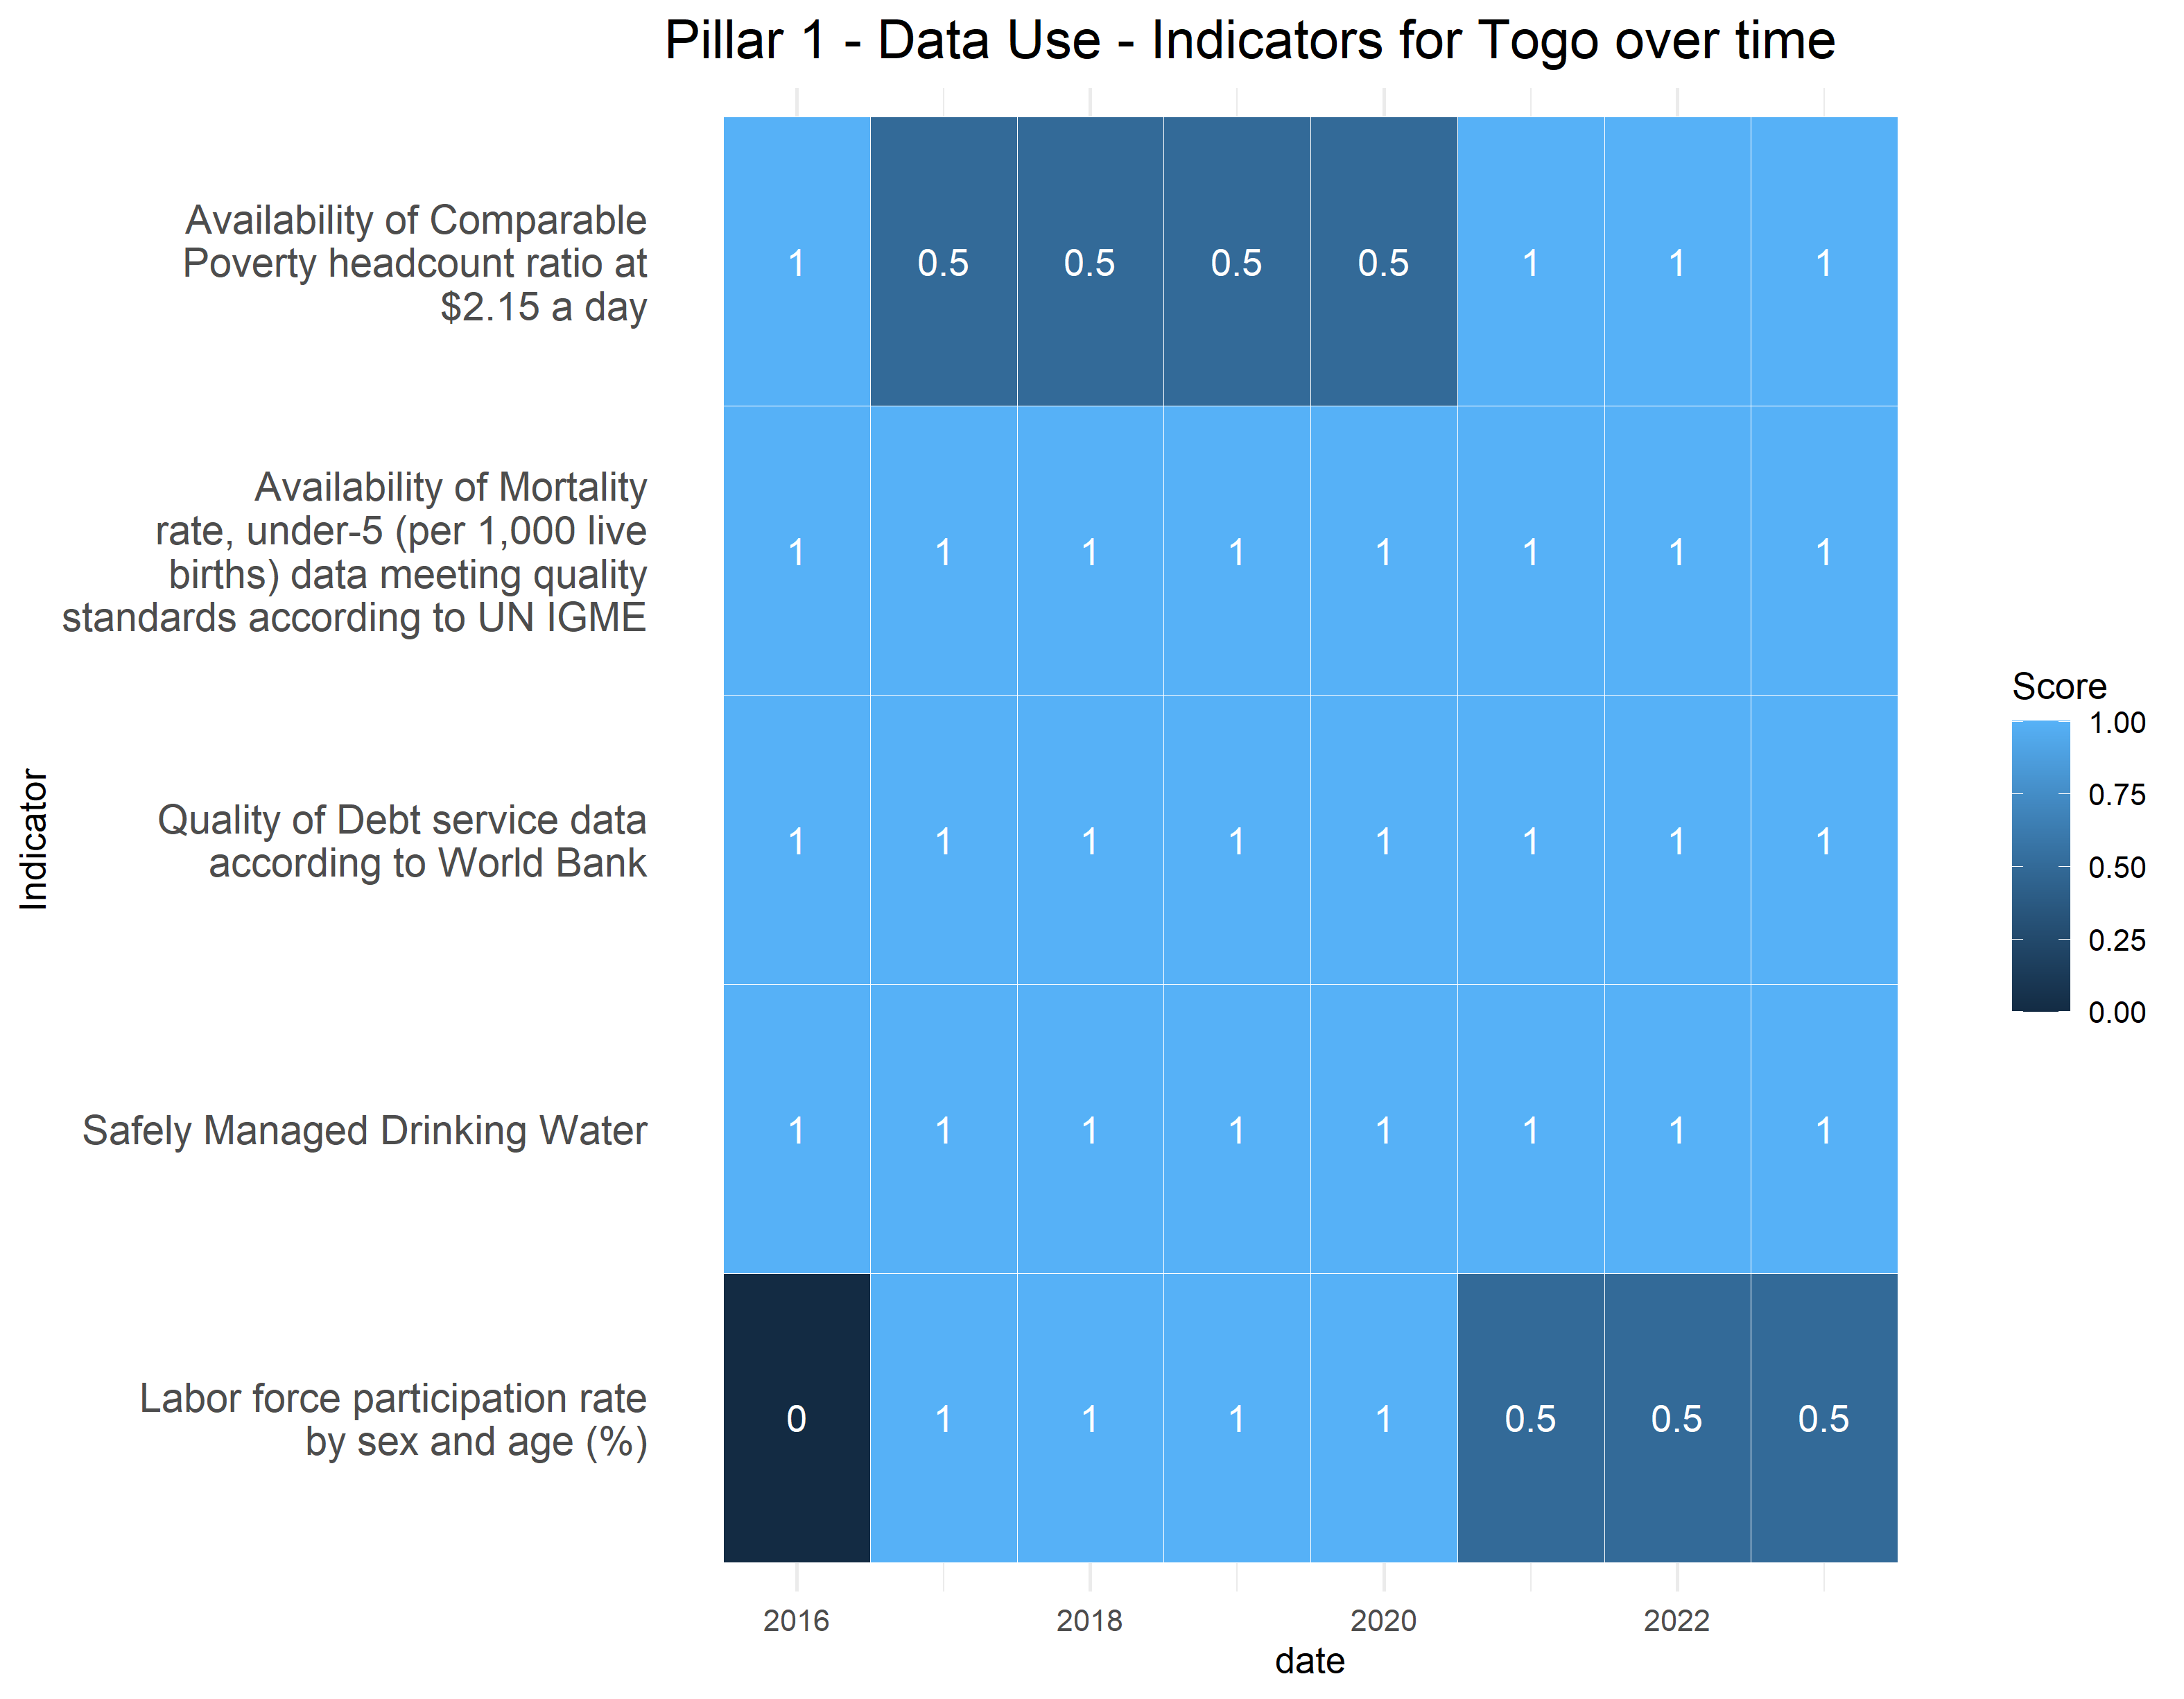 Pillar 1 - Data Use - Indicators for Togo over time
Availability of Comparable
Poverty headcount ratio at
$2.15 a day
1 0.5 0.5 0.5 0.5 1 1 1
Availability of Mortality
rate, under-5 (per 1,000 live
births) data meeting quality
standards according to UN IGME
1 1 1 1 1 1 1 1
Quality of Debt service data
according to World Bank
1 1 1 1 1 1 1 1
Safely Managed Drinking Water
1 1 1 1 1 1 1 1
Labor force participation rate
by sex and age (%)
0 1 1 1 1 0.5 0.5 0.5
Indicator
2016 2018 2020 2022
date
Score
1.00
0.75
0.50
0.25
0.00